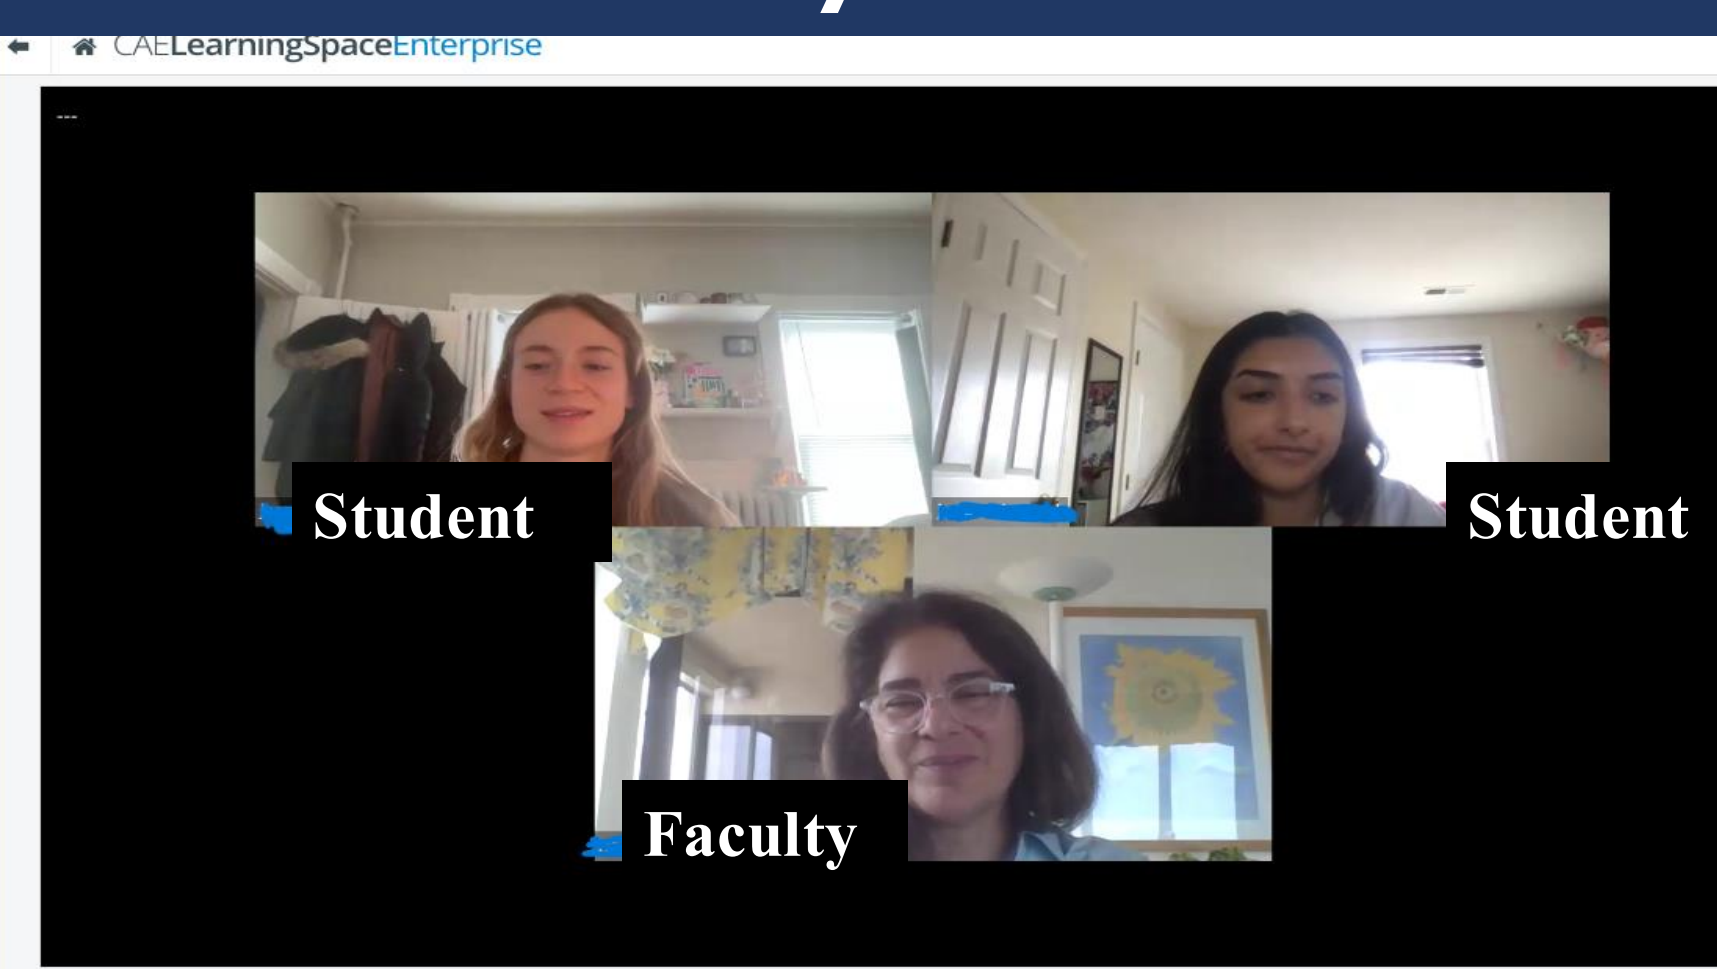 CAELearningSpaceEnterprise
---
Student
Student
Faculty